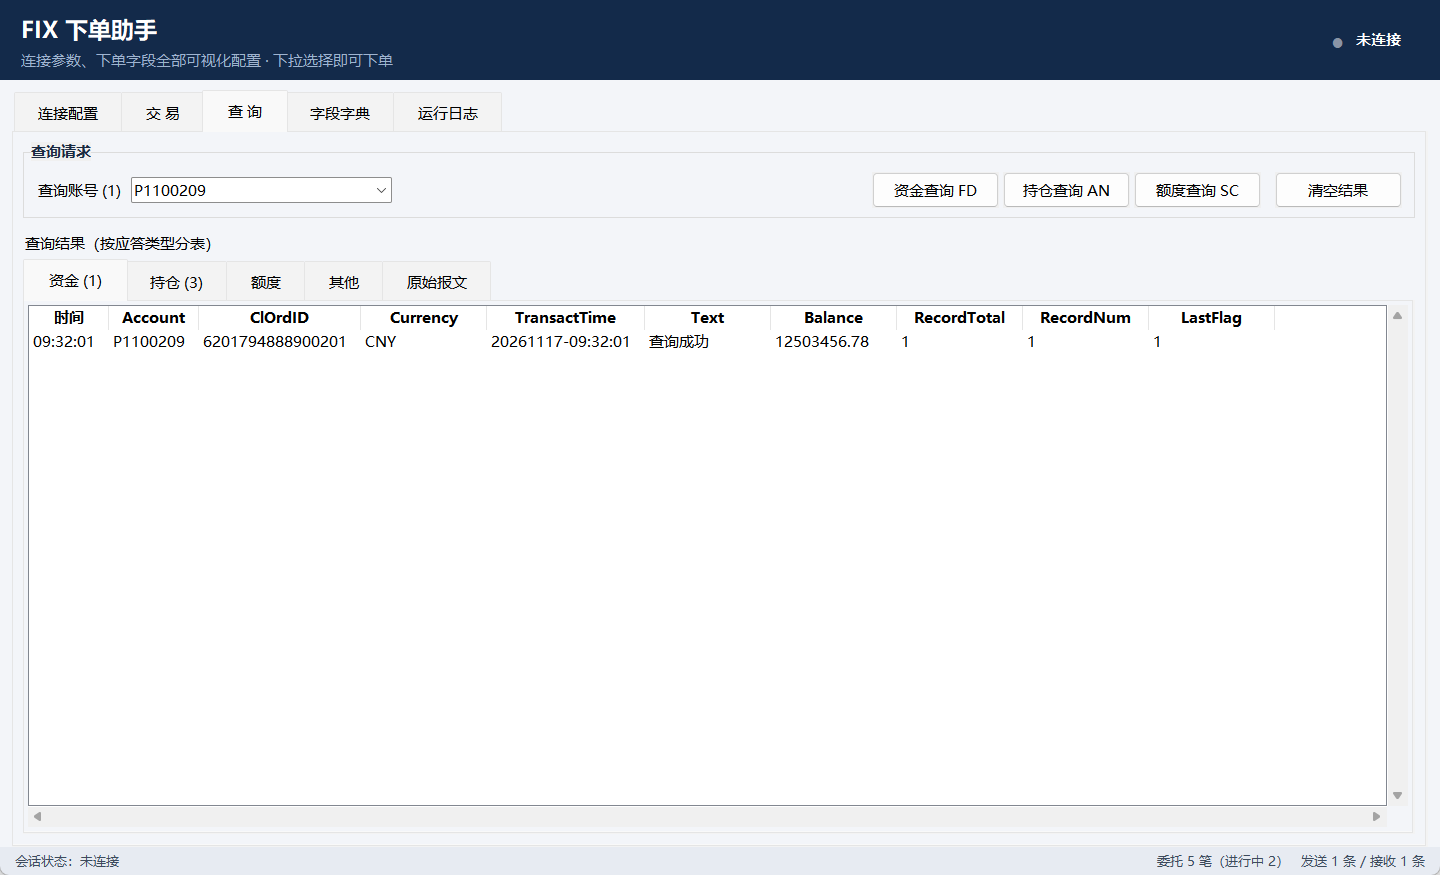 FIX 下单助手
连接参数、下单字段全部可视化配置 · 下拉选择即可下单
未连接
连接配置 交 易 查 询 字段字典 运行日志
查询请求
查询账号 (1) P1100209 资金查询 FD 持仓查询 AN 额度查询 SC 清空结果
查询结果（按应答类型分表）
资金 (1) 持仓 (3) 额度 其他 原始报文
时间 Account ClOrdID Currency TransactTime Text Balance RecordTotal RecordNum LastFlag
09:32:01 P1100209 6201794888900201 CNY 20261117-09:32:01 查询成功 12503456.78 1 1 1
会话状态：未连接 委托 5 笔（进行中 2） 发送 1 条 / 接收 1 条